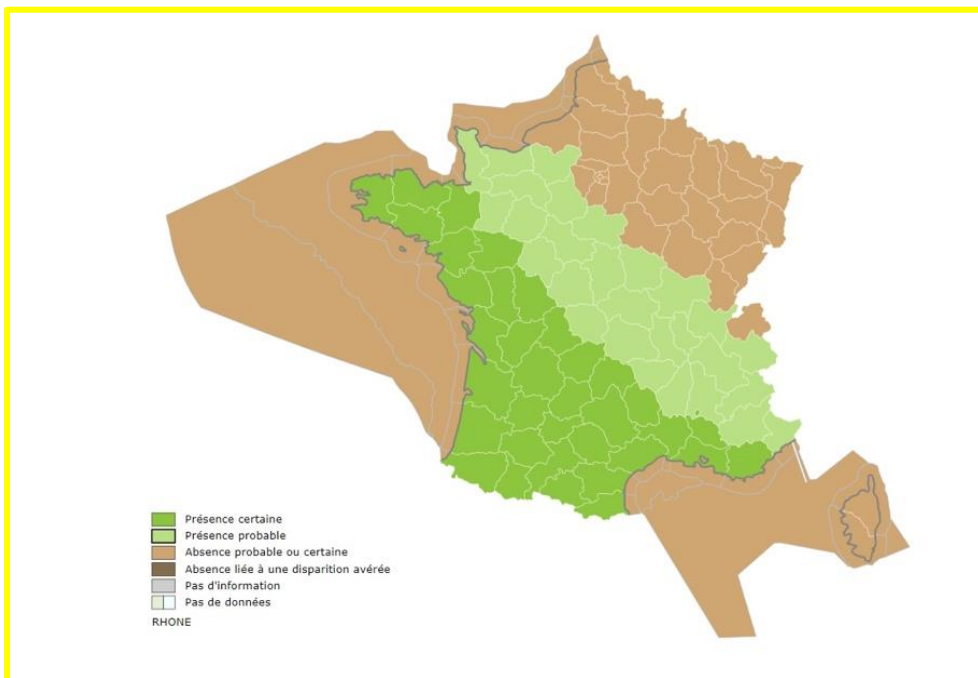 Présence certaine
Présence probable
Absence probable ou certaine
Absence liée à une disparition avérée
Pas d'information
Pas de données
RHONE